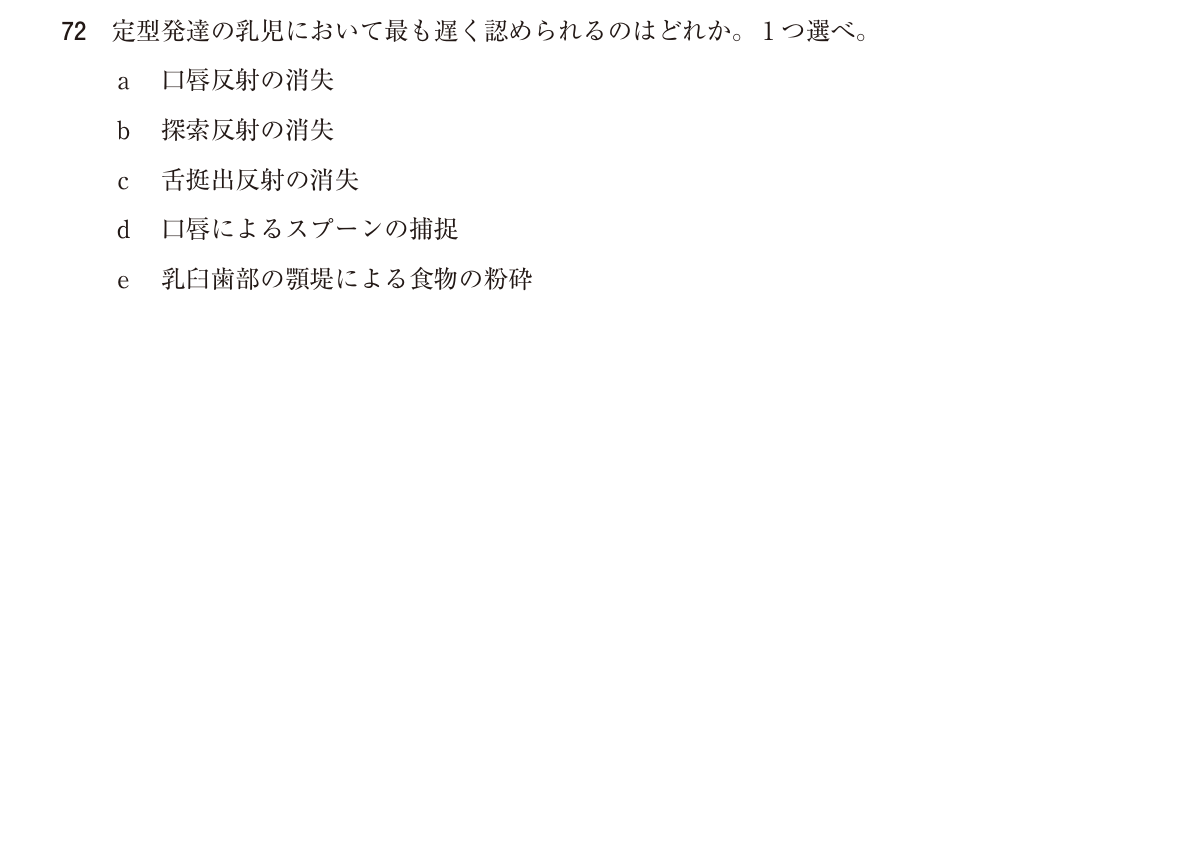 72 定型発達の乳児において最も遅く認められるのはどれか。1つ選べ。
a 口唇反射の消失
b 探索反射の消失
c 舌挺出反射の消失
d 口唇によるスプーンの捕捉
e 乳臼歯部の顎堤による食物の粉砕